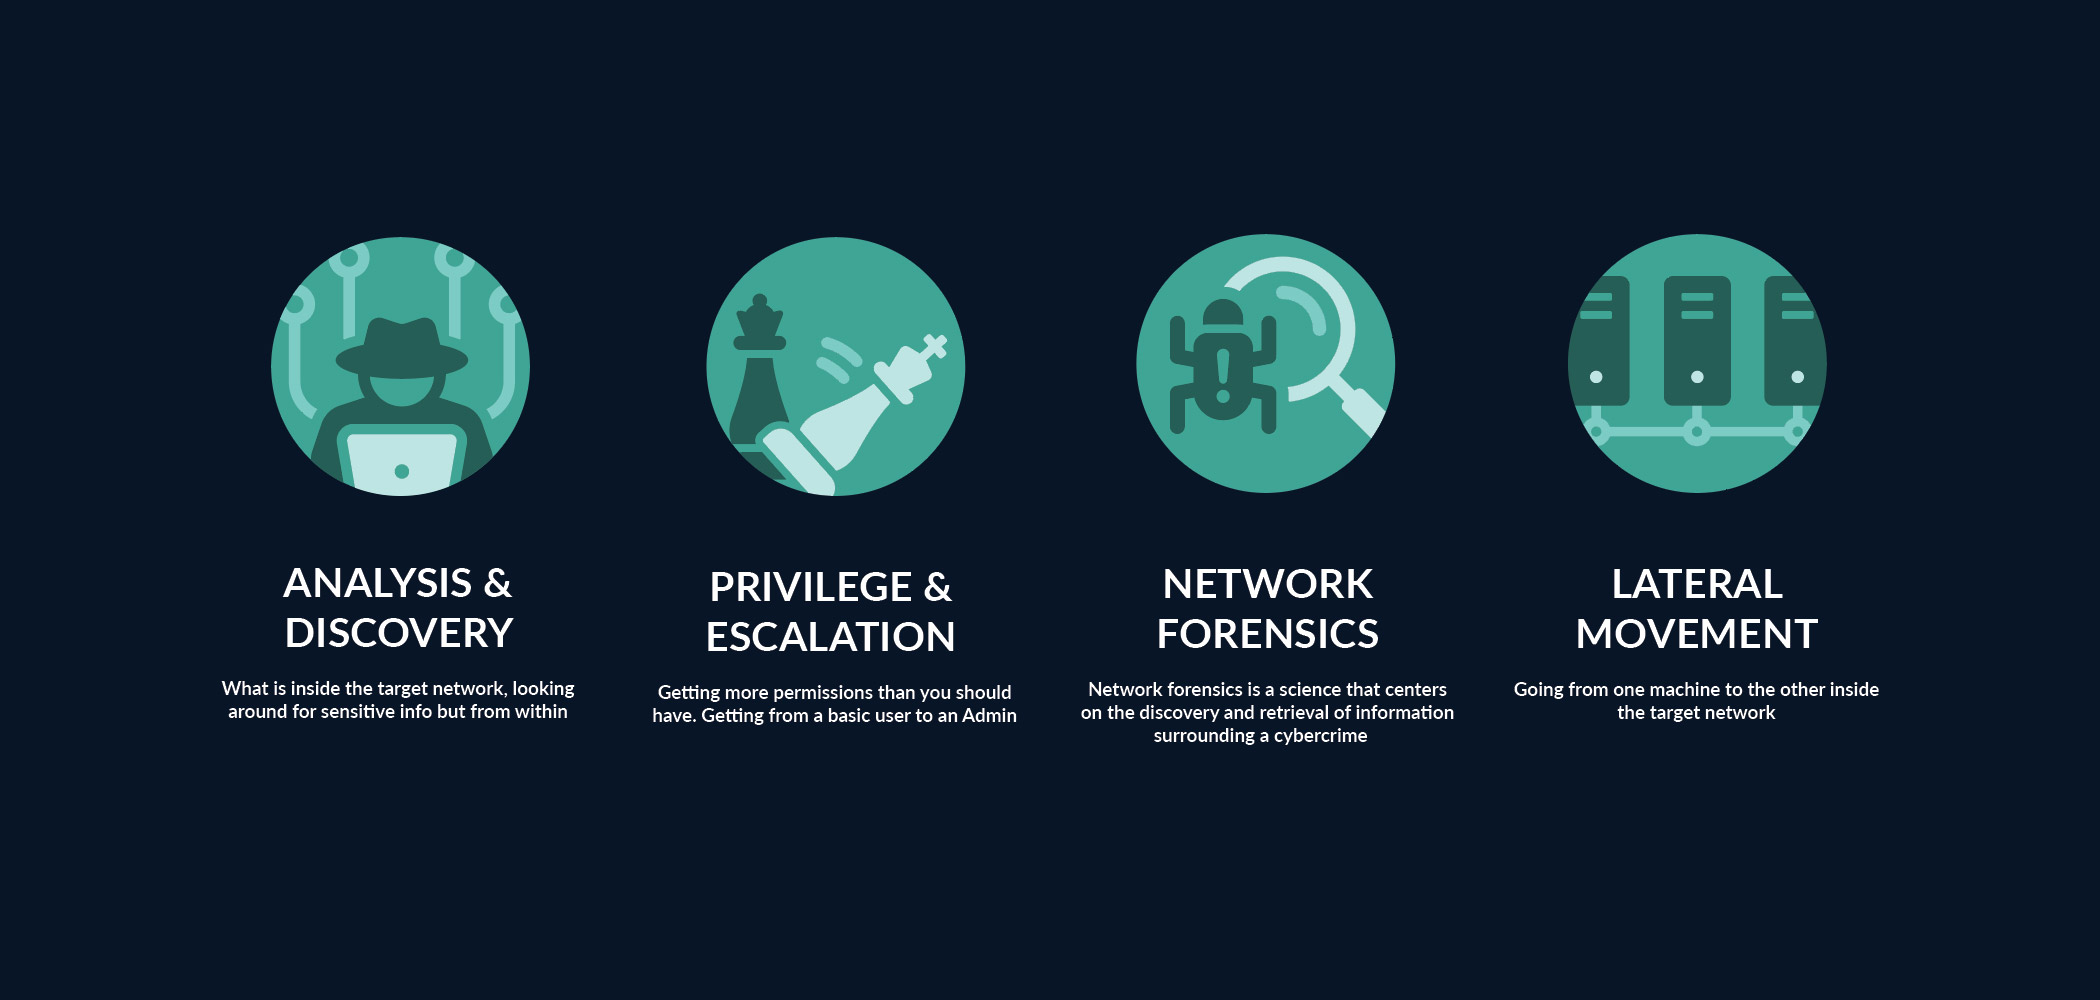 ANALYSIS &
DISCOVERY
What is inside the target network, looking
around for sensitive info but from within
PRIVILEGE &
ESCALATION
Getting more permissions than you should
have. Getting from a basic user to an Admin
NETWORK
FORENSICS
Network forensics is a science that centers
on the discovery and retrieval of information
surrounding a cybercrime
LATERAL
MOVEMENT
Going from one machine to the other inside
the target network